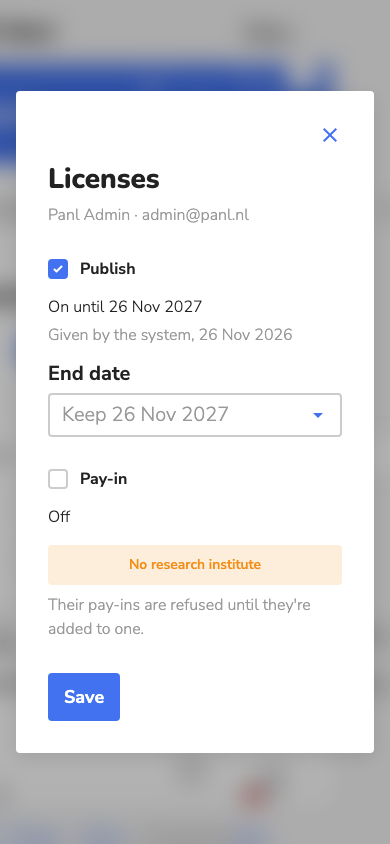 Licenses
Panl Admin · admin@panl.nl
Publish
On until 26 Nov 2027
Given by the system, 26 Nov 2026
End date
Keep 26 Nov 2027
Pay-in
Off
No research institute
Their pay-ins are refused until they're
added to one.
Save